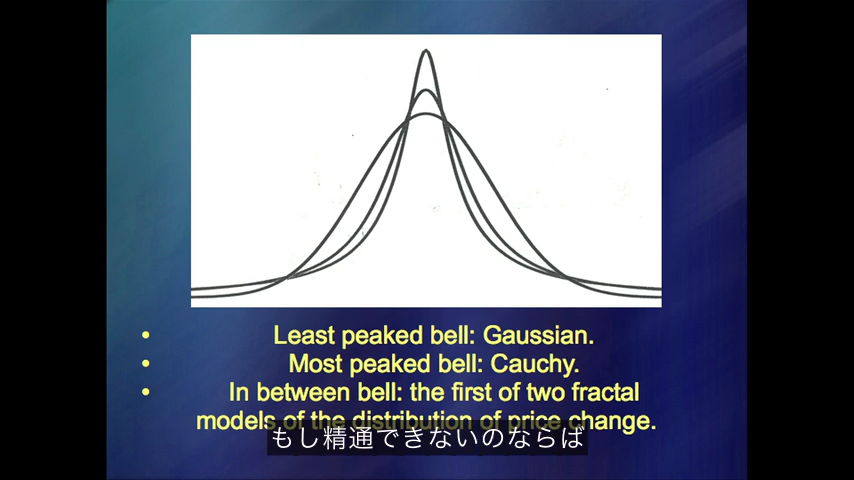 • Least peaked bell: Gaussian.
• Most peaked bell: Cauchy.
• In between bell: the first of two fractal
models of the distribution of price change.
もし精通できないのならば